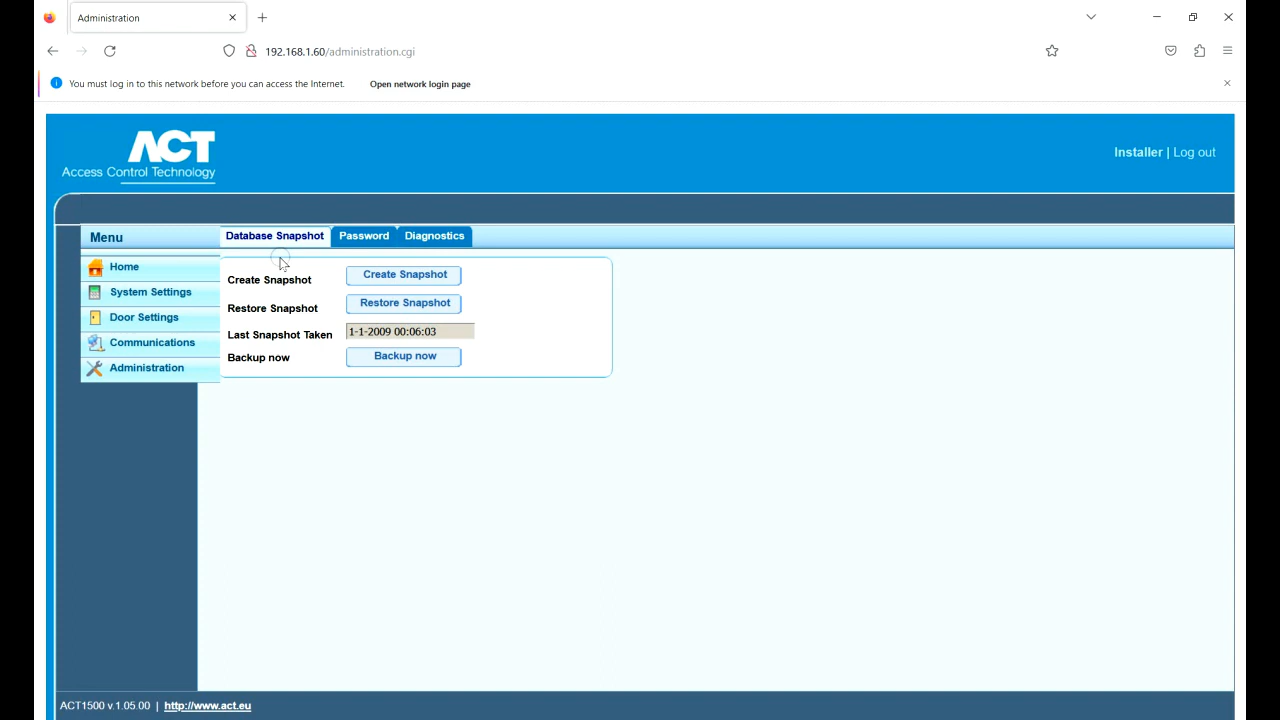 Administration
192.168.1.60/administration.cgi
You must log in to this network before you can access the Internet. Open network login page
ACT
Access Control Technology
Installer | Log out
Menu
Database Snapshot Password Diagnostics
Home
System Settings
Door Settings
Communications
Administration
Create Snapshot Create Snapshot
Restore Snapshot Restore Snapshot
Last Snapshot Taken 1-1-2009 00:06:03
Backup now Backup now
ACT1500 v.1.05.00 | http://www.act.eu